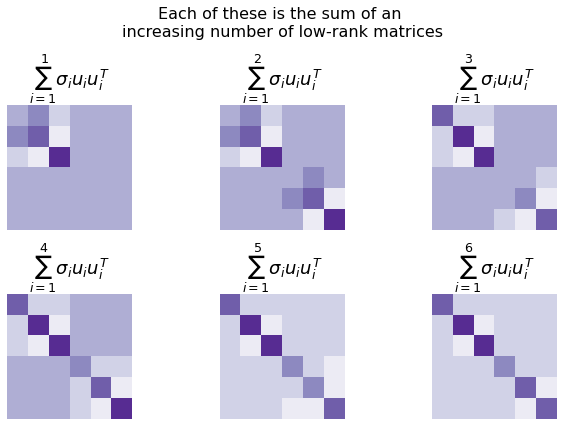 Each of these is the sum of an
increasing number of low-rank matrices
1
∑ σᵢuᵢuᵢᵀ
i = 1
2
∑ σᵢuᵢuᵢᵀ
i = 1
3
∑ σᵢuᵢuᵢᵀ
i = 1
4
∑ σᵢuᵢuᵢᵀ
i = 1
5
∑ σᵢuᵢuᵢᵀ
i = 1
6
∑ σᵢuᵢuᵢᵀ
i = 1